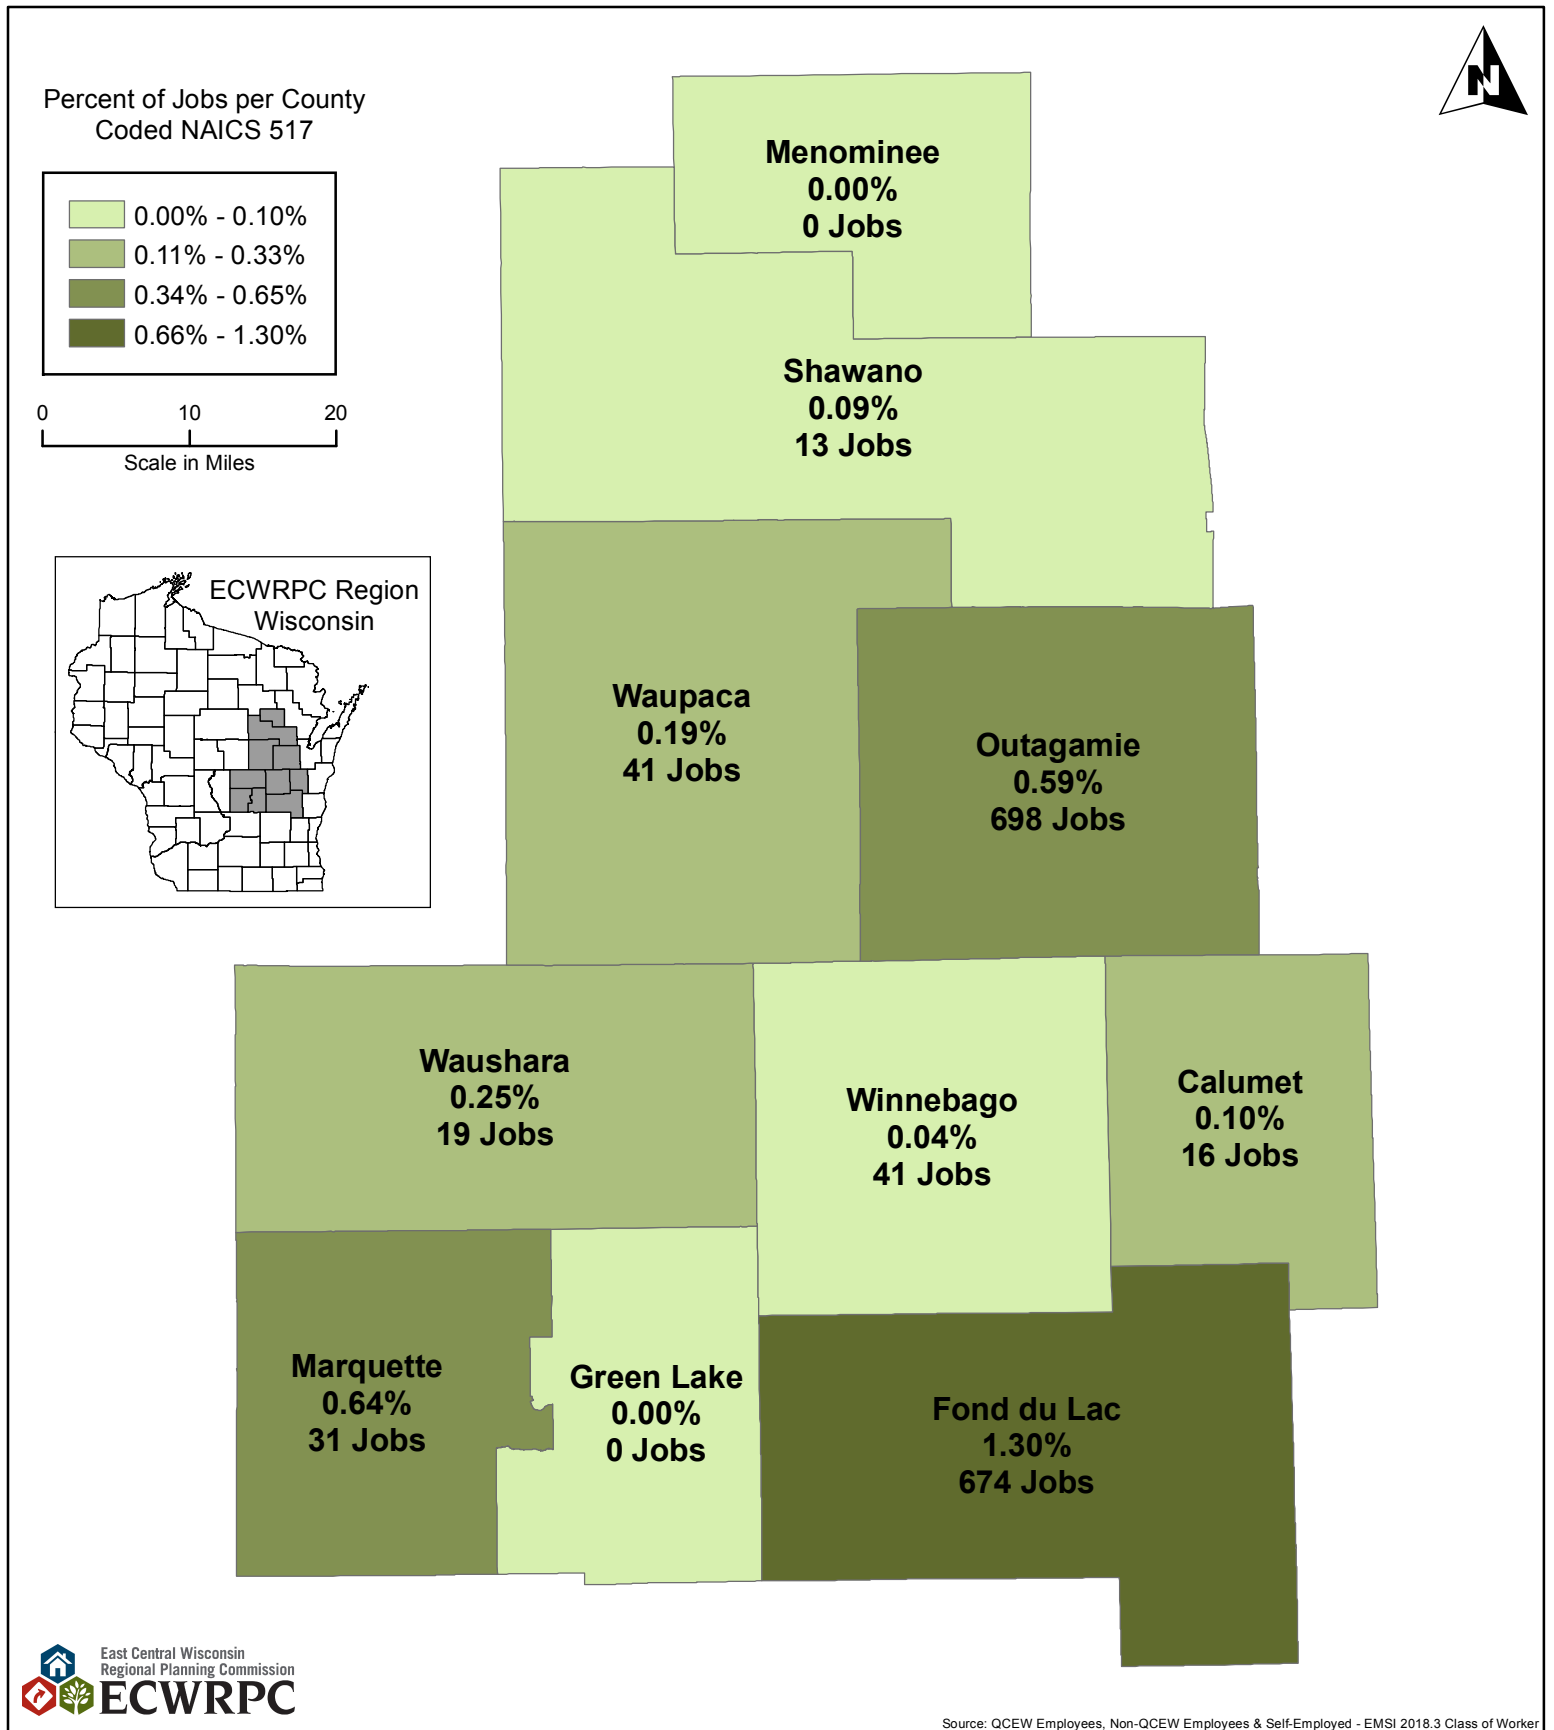 Percent of Jobs per County
Coded NAICS 517
0.00% - 0.10%
0.11% - 0.33%
0.34% - 0.65%
0.66% - 1.30%
0 10 20
Scale in Miles
ECWRPC Region
Wisconsin
N
Menominee
0.00%
0 Jobs
Shawano
0.09%
13 Jobs
Waupaca
0.19%
41 Jobs
Outagamie
0.59%
698 Jobs
Waushara
0.25%
19 Jobs
Winnebago
0.04%
41 Jobs
Calumet
0.10%
16 Jobs
Marquette
0.64%
31 Jobs
Green Lake
0.00%
0 Jobs
Fond du Lac
1.30%
674 Jobs
East Central Wisconsin
Regional Planning Commission
ECWRPC
Source: QCEW Employees, Non-QCEW Employees & Self-Employed - EMSI 2018.3 Class of Worker